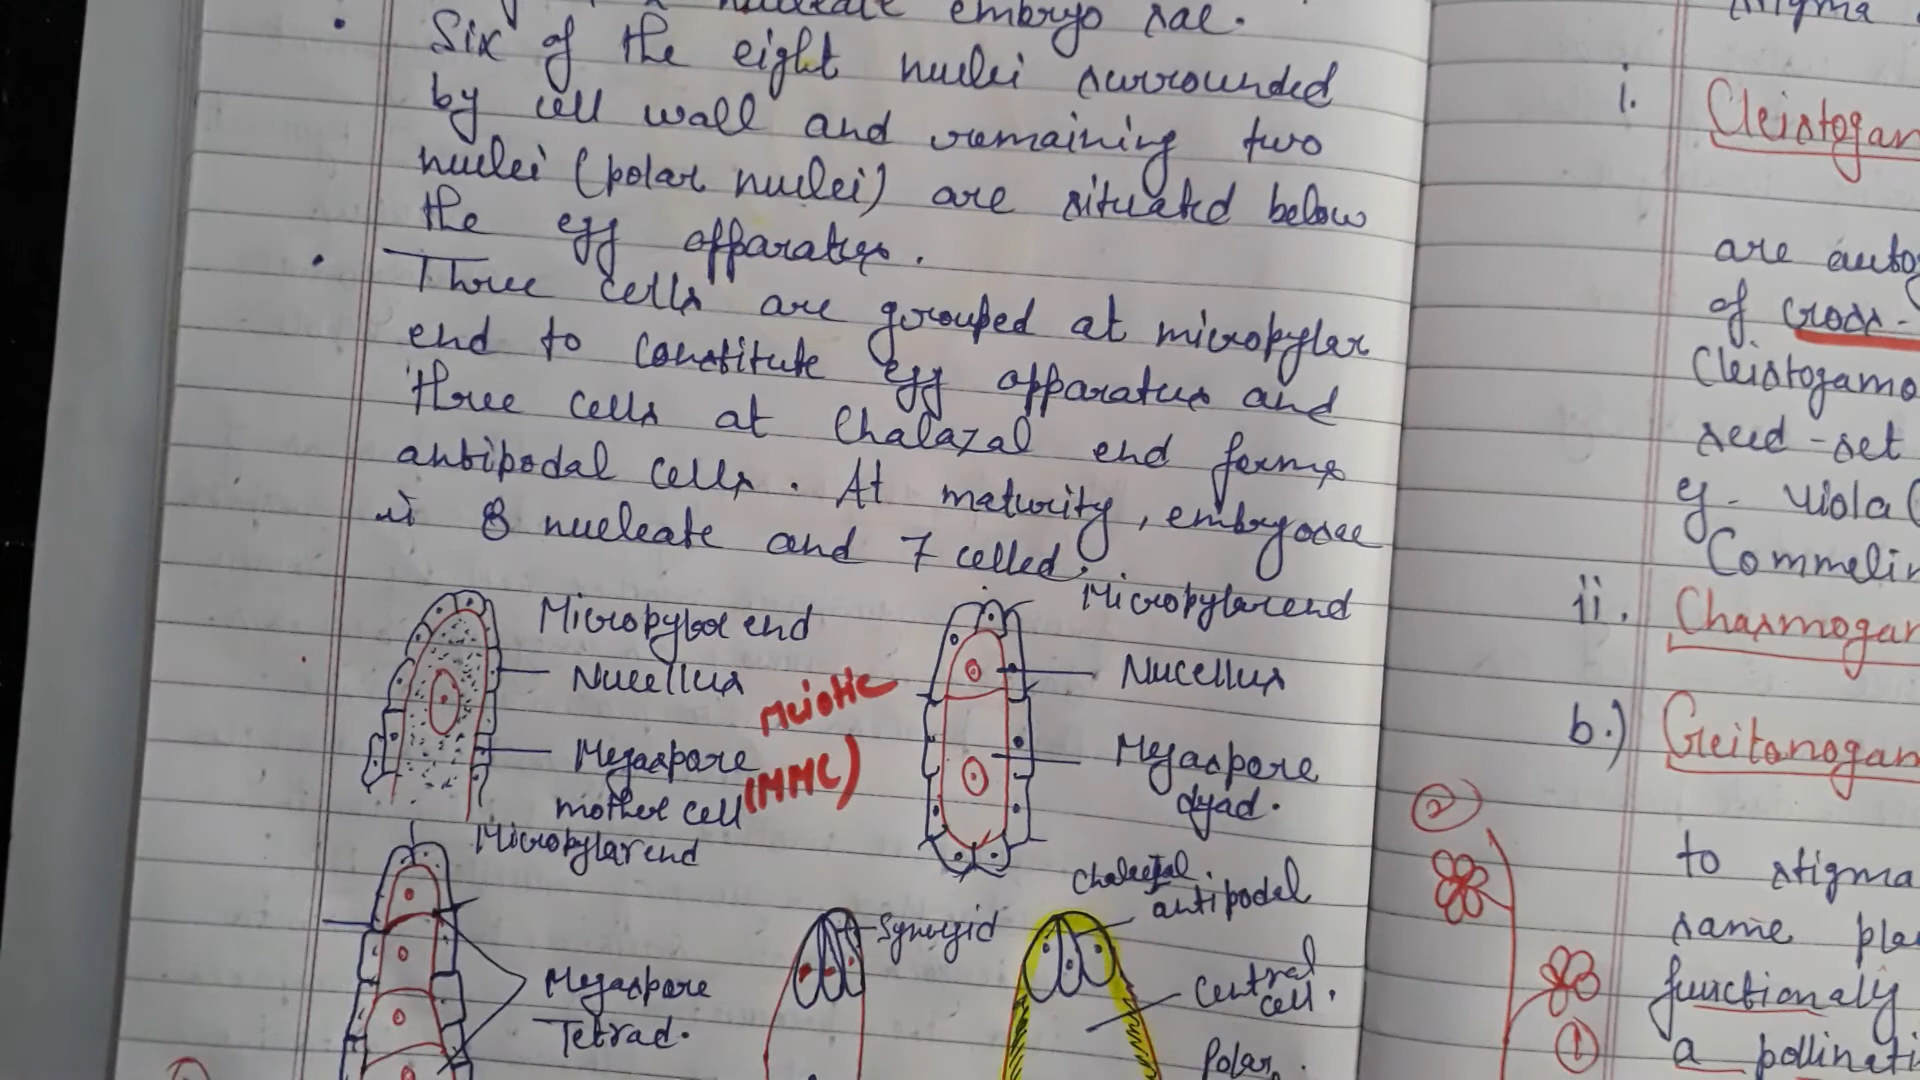 nucleate embryo sac.
• Six of the eight nuclei surrounded
by cell wall and remaining two
nuclei (polar nuclei) are situated below
the egg apparatus.
• Three cells are grouped at micropylar
end to constitute egg apparatus and
three cells at chalazal end forms
antipodal cells. At maturity, embryosac
is 8 nucleate and 7 celled.
Micropylar end
Nucellus
Meiotic
Megaspore
mother cell (MMC)
Micropylar end
Nucellus
Megaspore
dyad.
Micropylar end
Megaspore
Tetrad.
Synergid
Chalazal.
antipodal
Central
cell.
Polar
i. Cleistogam
are auto
of cross-
Cleistogamo
seed-set
eg. Viola (
Commelin
ii. Chasmogam
b.) Geitonogam
2
1
to stigma
same pla
functionaly
a pollinati